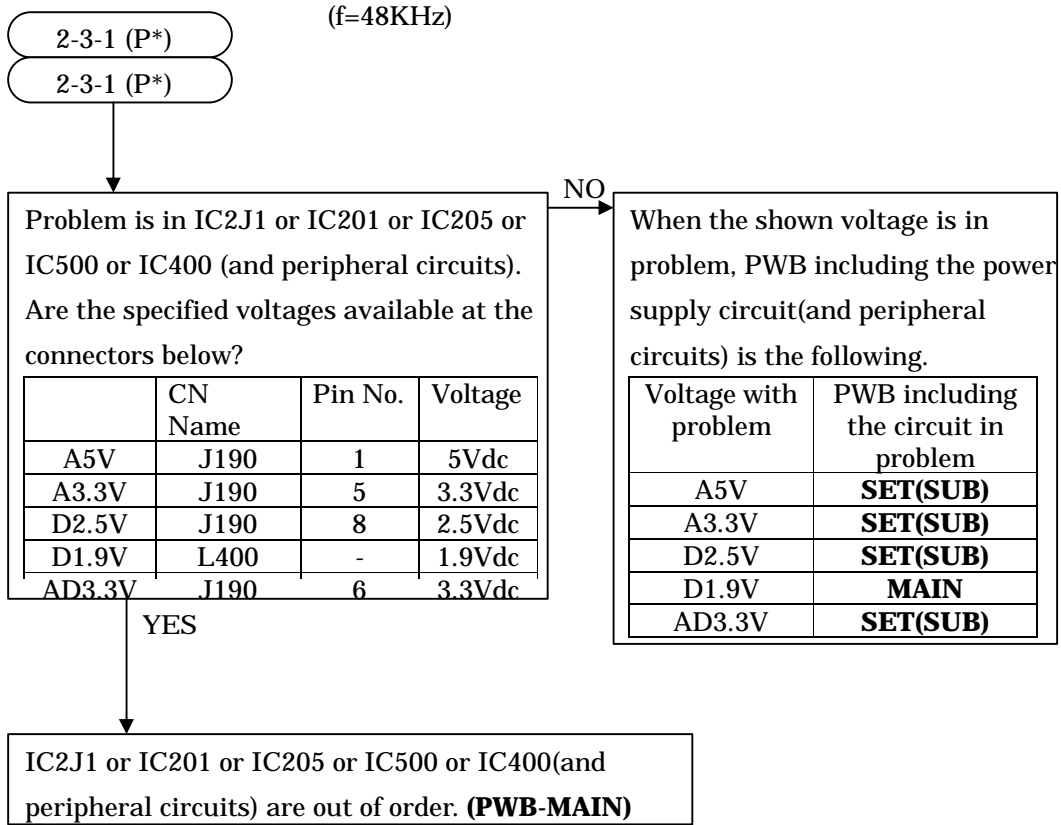 (f=48KHz)
2-3-1 (P*)
2-3-1 (P*)
Problem is in IC2J1 or IC201 or IC205 or
IC500 or IC400 (and peripheral circuits).
Are the specified voltages available at the
connectors below?
CN Name Pin No. Voltage
A5V J190 1 5Vdc
A3.3V J190 5 3.3Vdc
D2.5V J190 8 2.5Vdc
D1.9V L400 - 1.9Vdc
AD3.3V J190 6 3.3Vdc
NO
When the shown voltage is in
problem, PWB including the power
supply circuit(and peripheral
circuits) is the following.
Voltage with problem PWB including the circuit in problem
A5V SET(SUB)
A3.3V SET(SUB)
D2.5V SET(SUB)
D1.9V MAIN
AD3.3V SET(SUB)
YES
IC2J1 or IC201 or IC205 or IC500 or IC400(and
peripheral circuits) are out of order. (PWB-MAIN)